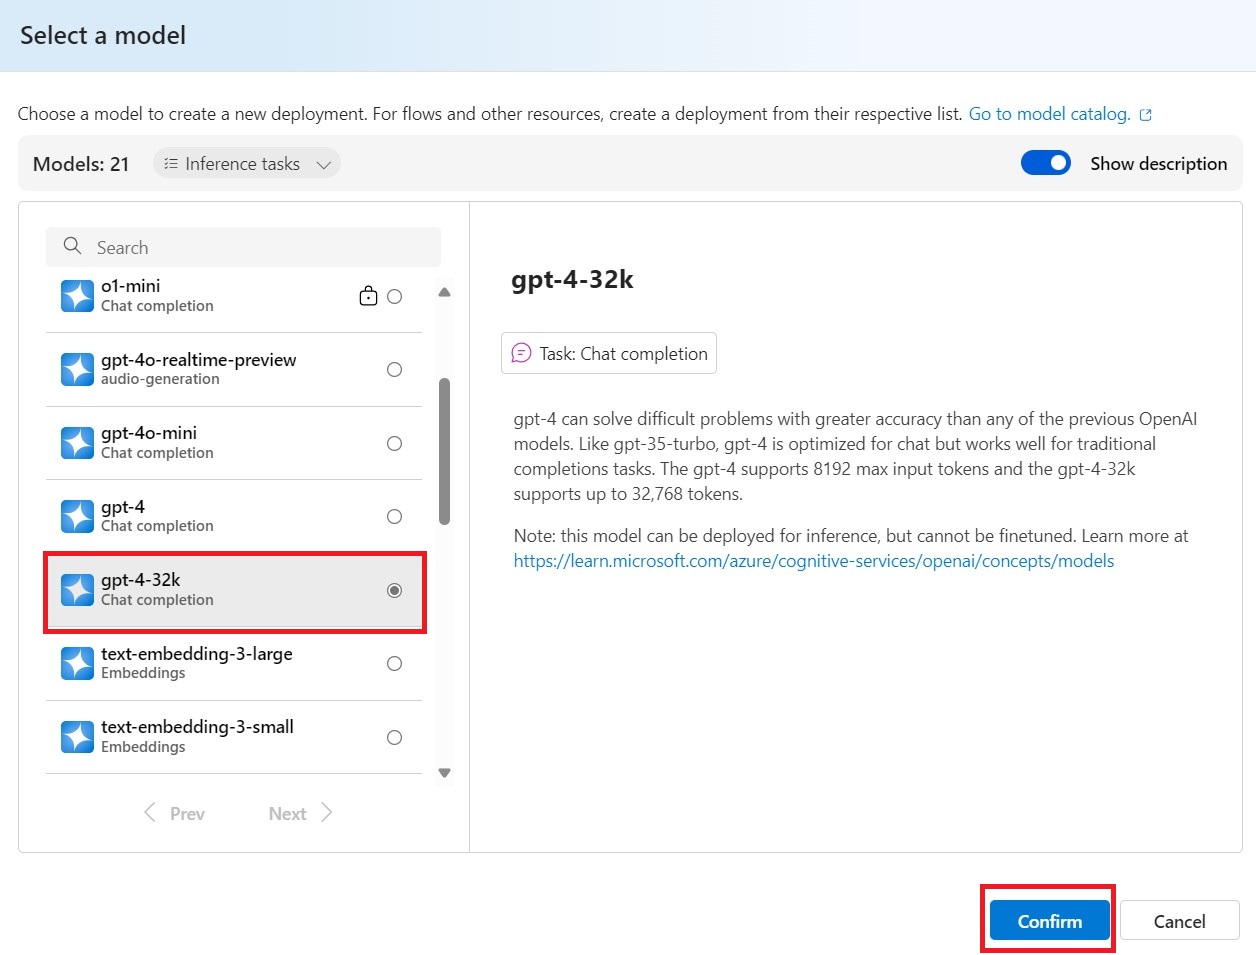 Select a model
Choose a model to create a new deployment. For flows and other resources, create a deployment from their respective list. Go to model catalog.
Models: 21
Inference tasks
Show description
Search
o1-mini
Chat completion
gpt-4o-realtime-preview
audio-generation
gpt-4o-mini
Chat completion
gpt-4
Chat completion
gpt-4-32k
Chat completion
text-embedding-3-large
Embeddings
text-embedding-3-small
Embeddings
Prev
Next
gpt-4-32k
Task: Chat completion
gpt-4 can solve difficult problems with greater accuracy than any of the previous OpenAI
models. Like gpt-35-turbo, gpt-4 is optimized for chat but works well for traditional
completions tasks. The gpt-4 supports 8192 max input tokens and the gpt-4-32k
supports up to 32,768 tokens.
Note: this model can be deployed for inference, but cannot be finetuned. Learn more at
https://learn.microsoft.com/azure/cognitive-services/openai/concepts/models
Confirm
Cancel